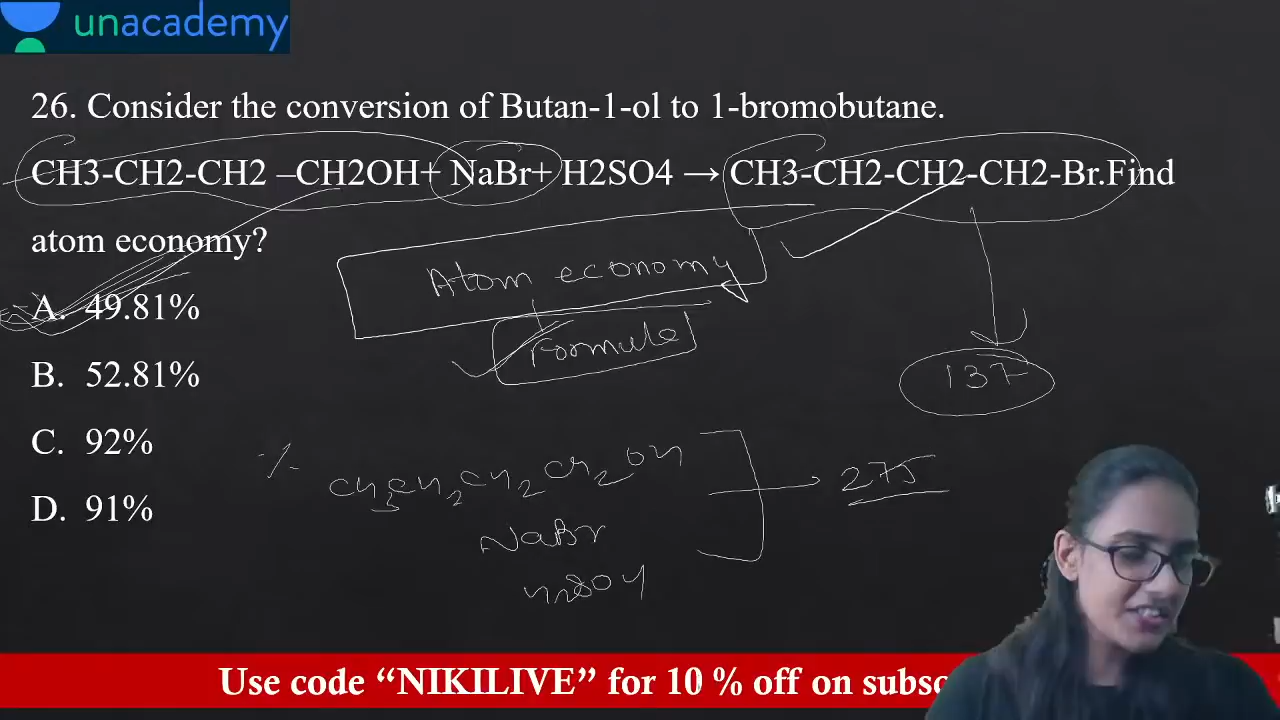 unacademy
26. Consider the conversion of Butan-1-ol to 1-bromobutane.
CH3-CH2-CH2 –CH2OH+ NaBr+ H2SO4 → CH3-CH2-CH2-CH2-Br.Find
atom economy?
Atom economy
A. 49.81%
Formule
B. 52.81%
137
C. 92%
%
CH3CH2CH2CH2OH
275
D. 91%
NaBr
H2SO4
Use code “NIKILIVE” for 10 % off on subsc